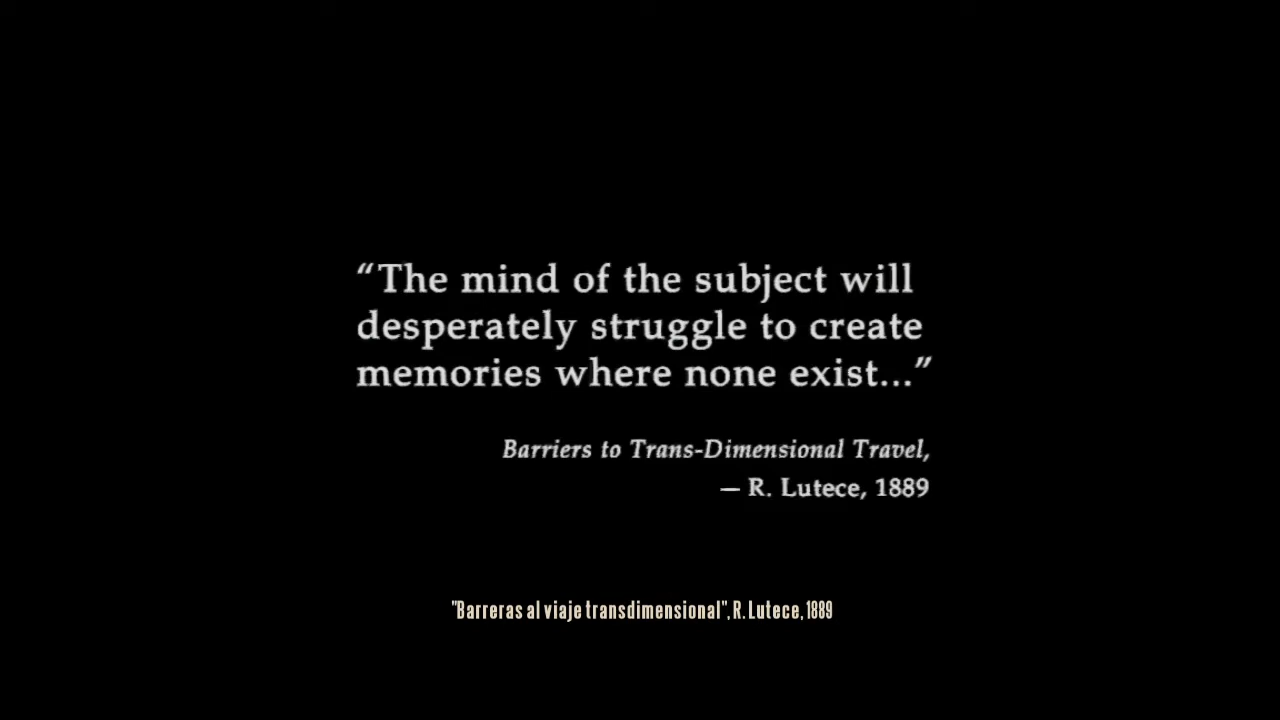 “The mind of the subject will
desperately struggle to create
memories where none exist...”
Barriers to Trans-Dimensional Travel,
— R. Lutece, 1889
"Barreras al viaje transdimensional", R. Lutece, 1889